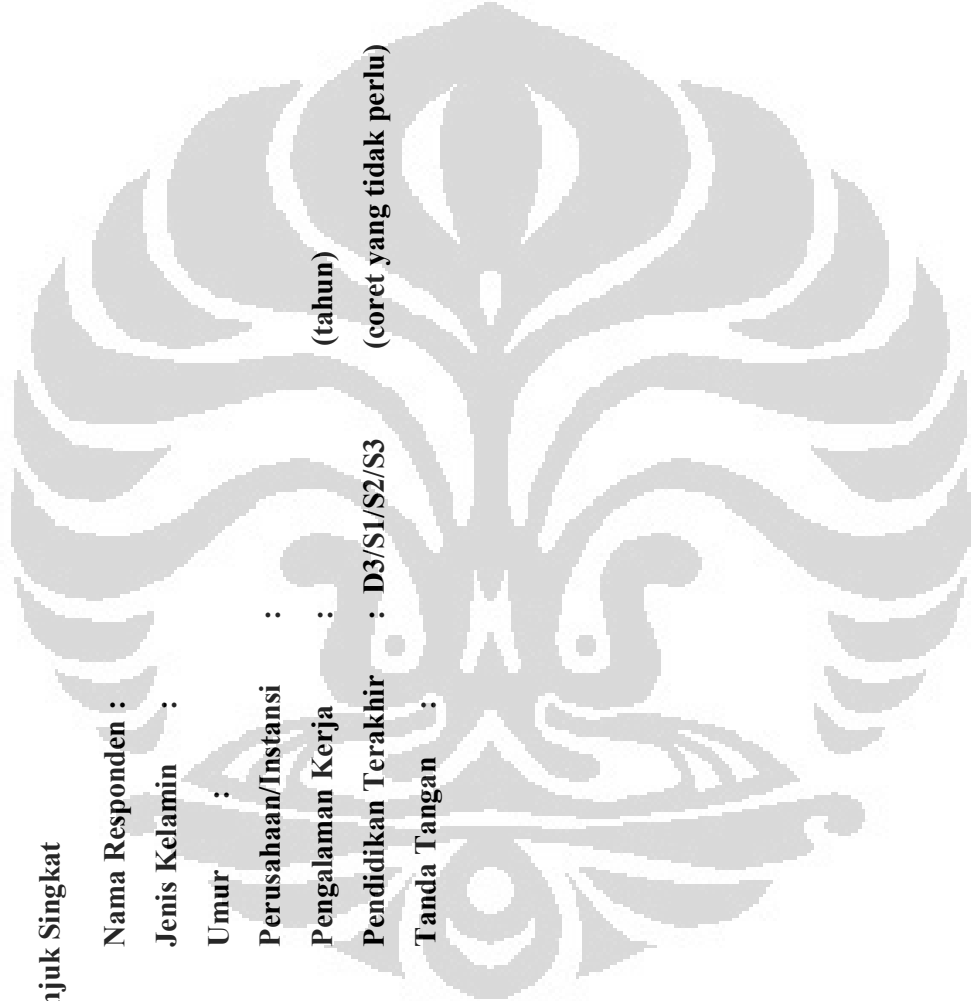 njuk Singkat
Nama Responden :
Jenis Kelamin :
Umur :
Perusahaan/Instansi :
Pengalaman Kerja : (tahun)
Pendidikan Terakhir : D3/S1/S2/S3 (coret yang tidak perlu)
Tanda Tangan :